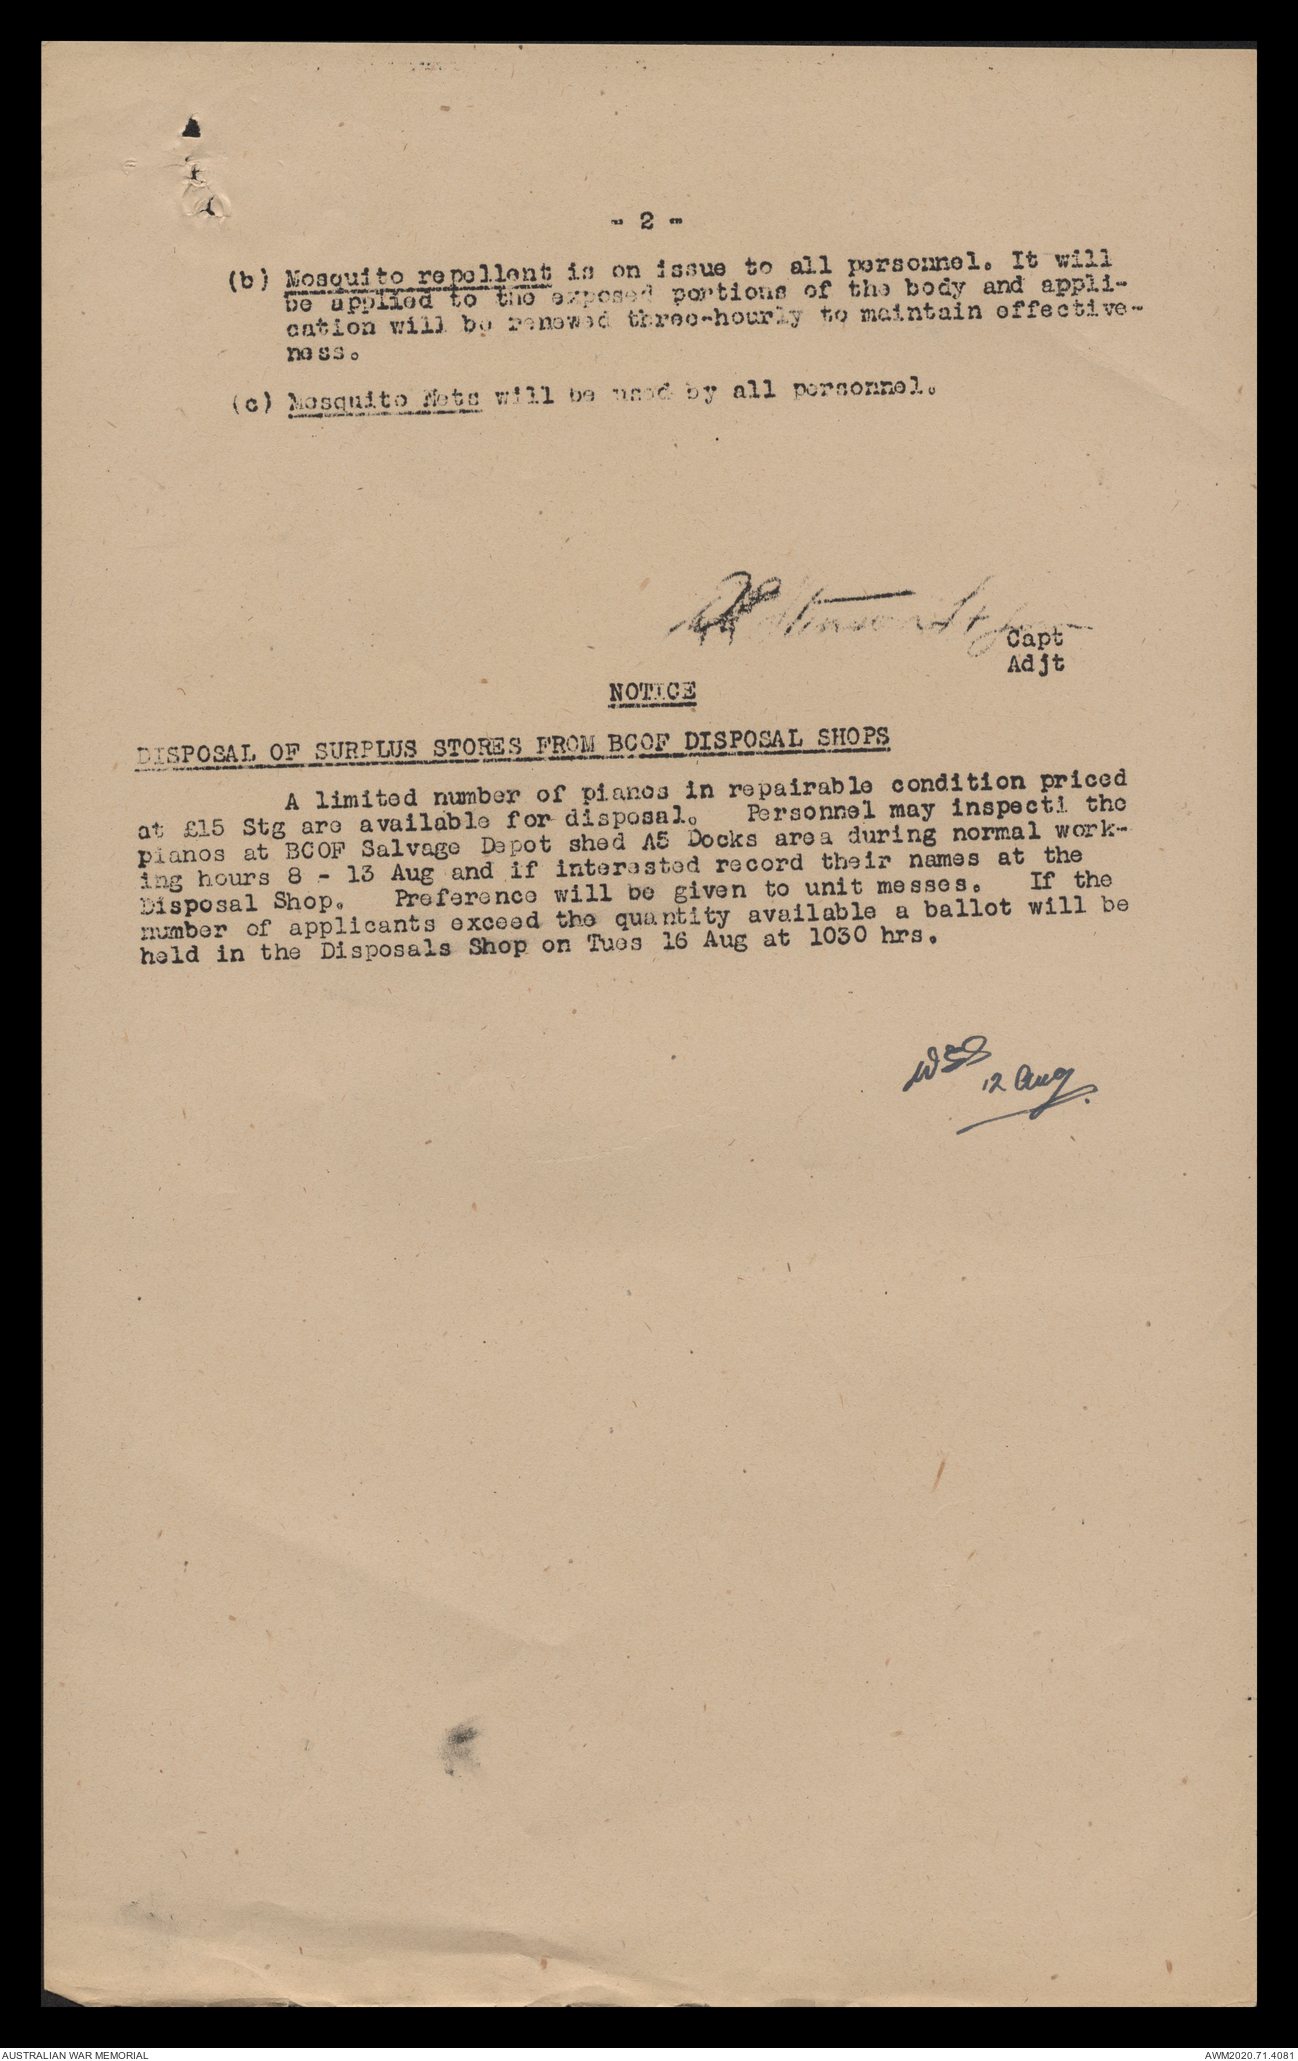 - 2 -
(b) Mosquito repellent is on issue to all personnel. It will
be applied to the exposed portions of the body and appli-
cation will be renewed three-hourly to maintain effective-
ness.
(c) Mosquito Nets will be used by all personnel.
Capt
Adjt
NOTICE
DISPOSAL OF SURPLUS STORES FROM BCOF DISPOSAL SHOPS
A limited number of pianos in repairable condition priced
at £15 Stg are available for disposal. Personnel may inspecti the
pianos at BCOF Salvage Depot shed A5 Docks area during normal work-
ing hours 8 - 13 Aug and if interested record their names at the
Disposal Shop. Preference will be given to unit messes. If the
number of applicants exceed the quantity available a ballot will be
held in the Disposals Shop on Tues 16 Aug at 1030 hrs.
12 Aug
AUSTRALIAN WAR MEMORIAL
AWM2020.71.4081